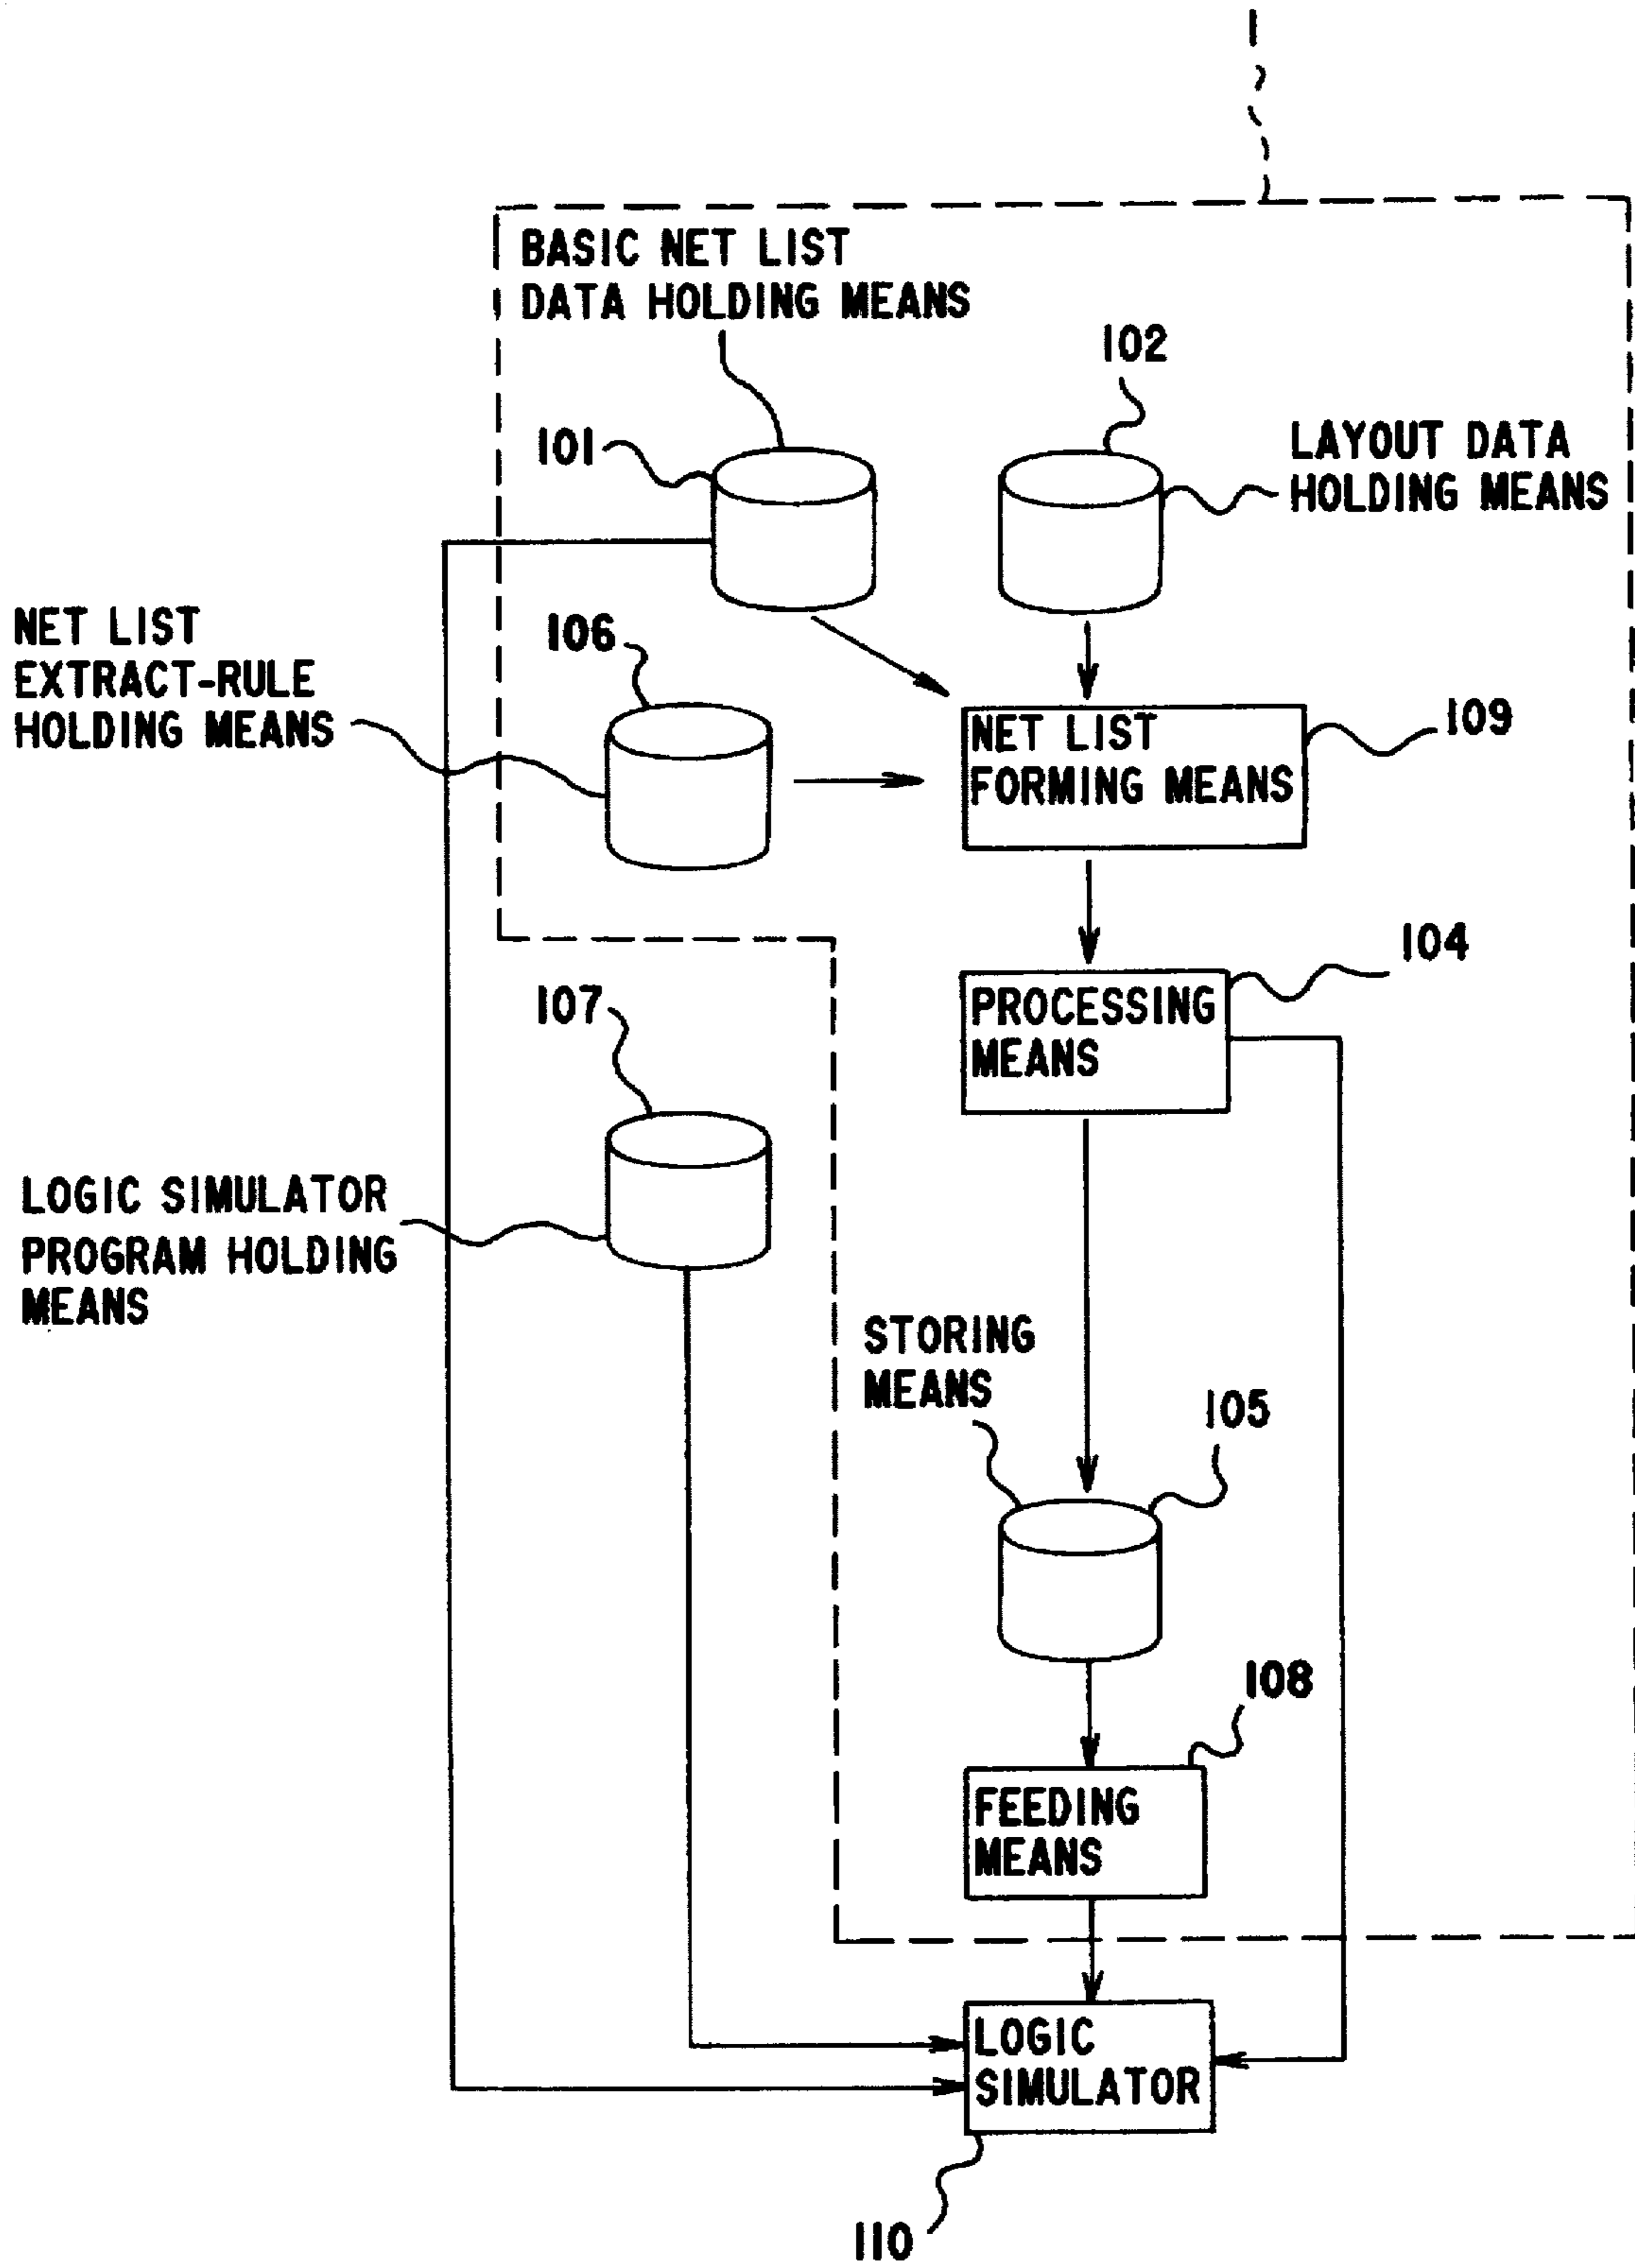 1
BASIC NET LIST
DATA HOLDING MEANS
102
101
LAYOUT DATA
HOLDING MEANS
NET LIST
EXTRACT-RULE
HOLDING MEANS
106
NET LIST
FORMING MEANS
109
104
PROCESSING
MEANS
107
LOGIC SIMULATOR
PROGRAM HOLDING
MEANS
STORING
MEANS
105
108
FEEDING
MEANS
LOGIC
SIMULATOR
110